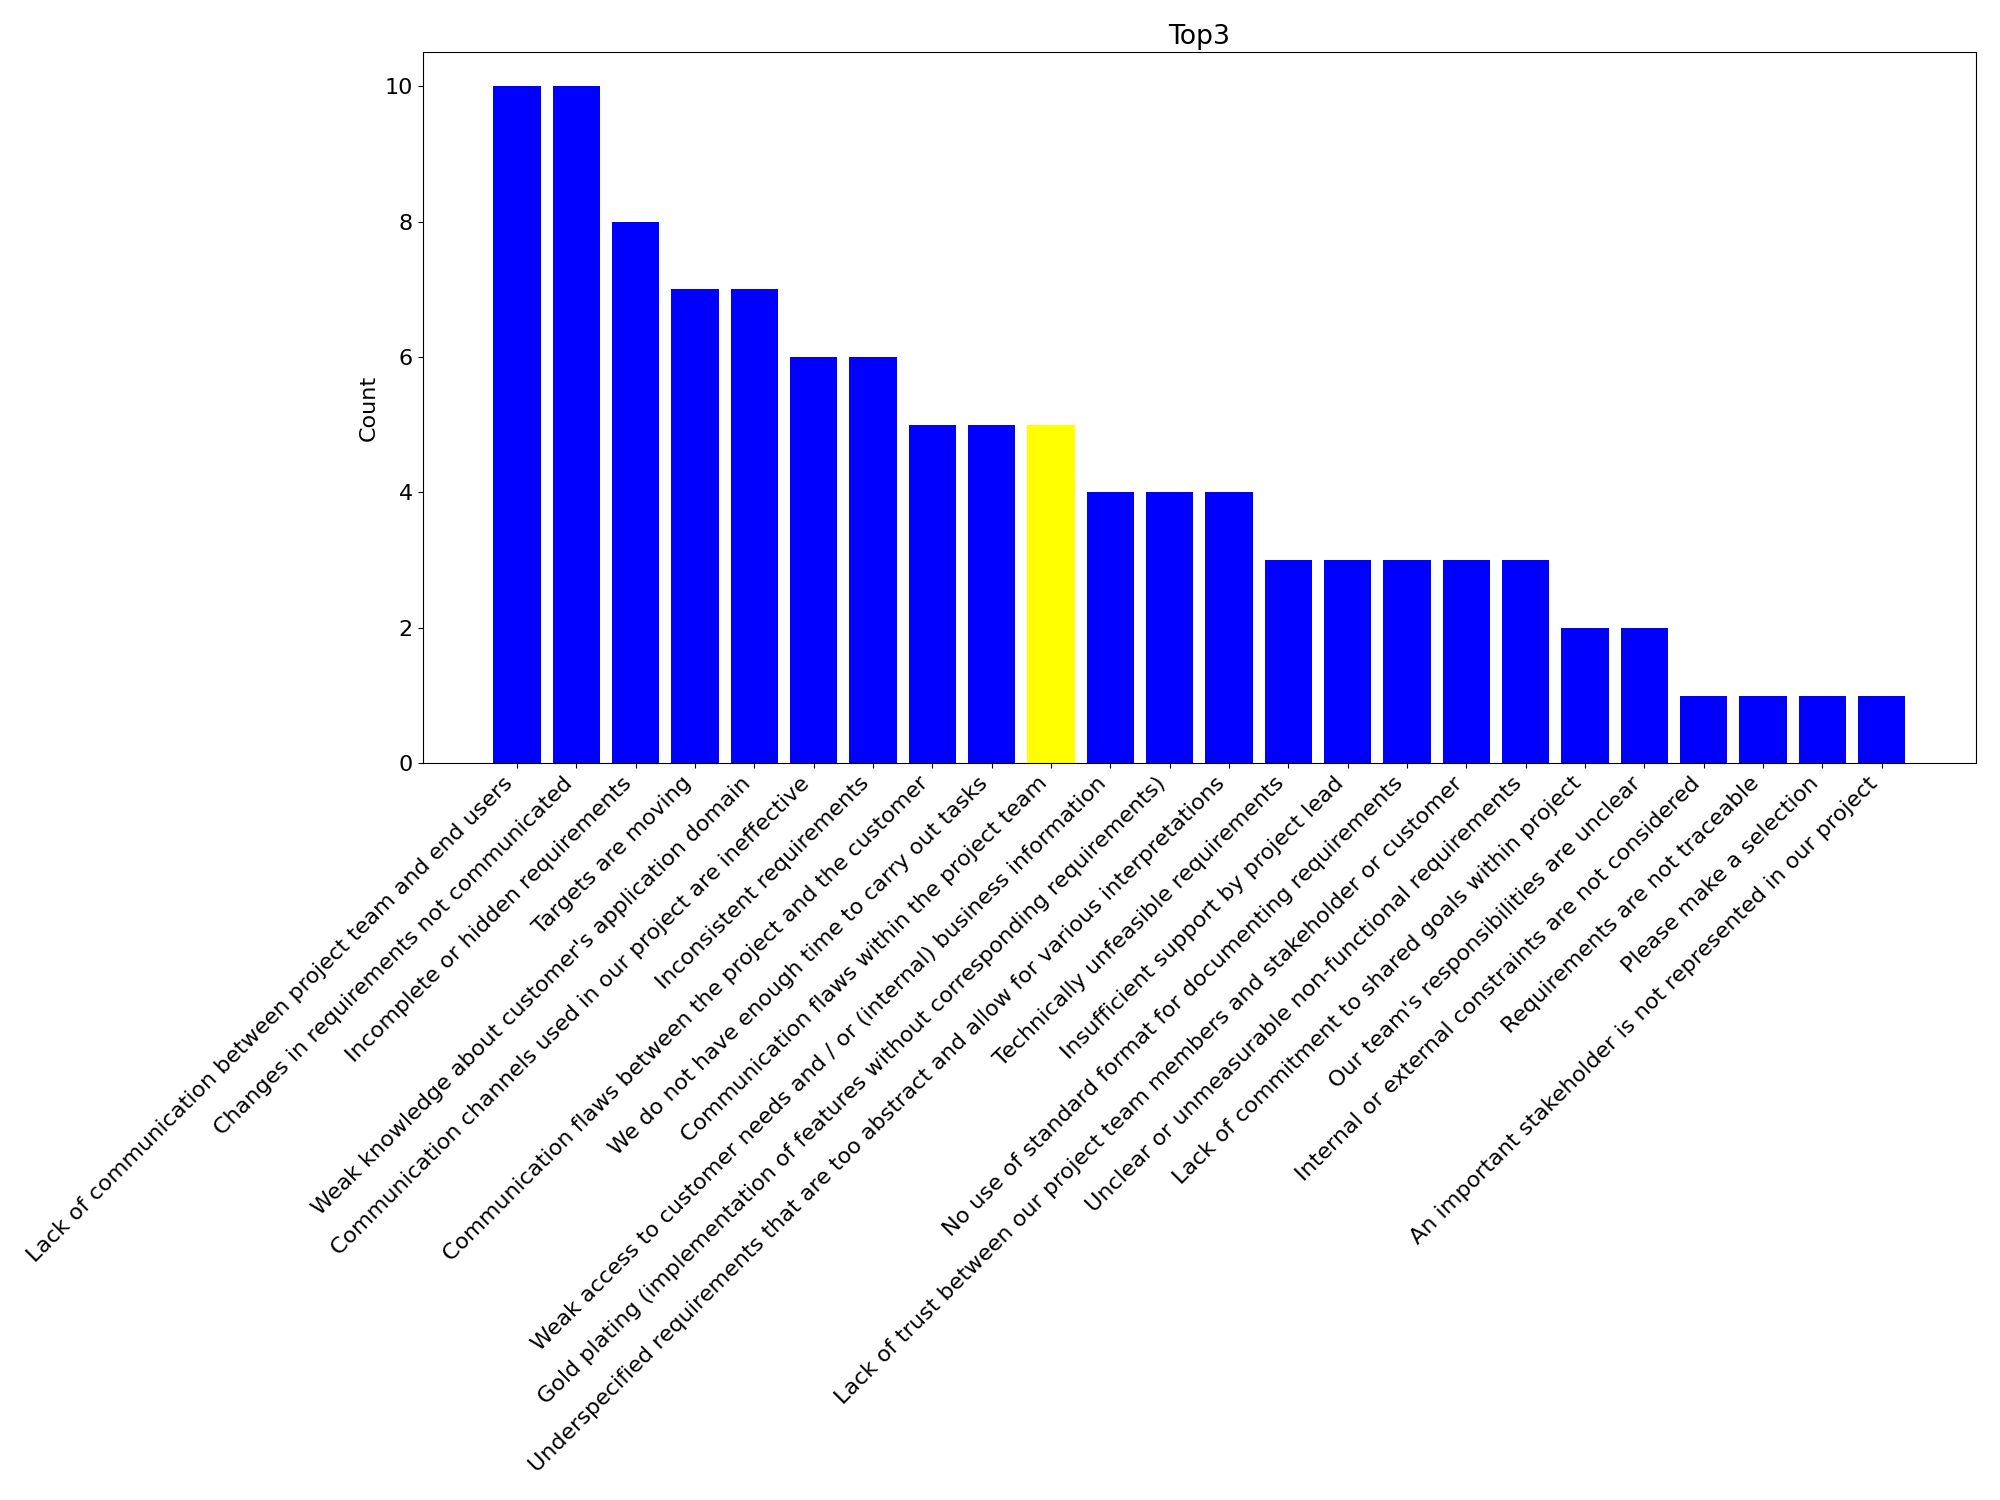 Top3
Count
10
8
6
4
2
0
Lack of communication between project team and end users
Changes in requirements not communicated
Incomplete or hidden requirements
Targets are moving
Weak knowledge about customer's application domain
Communication channels used in our project are ineffective
Inconsistent requirements
Communication flaws between the project and the customer
We do not have enough time to carry out tasks
Communication flaws within the project team
Weak access to customer needs and / or (internal) business information
Gold plating (implementation of features without corresponding requirements)
Underspecified requirements that are too abstract and allow for various interpretations
Technically unfeasible requirements
Insufficient support by project lead
No use of standard format for documenting requirements
Lack of trust between our project team members and stakeholder or customer
Unclear or unmeasurable non-functional requirements
Lack of commitment to shared goals within project
Our team's responsibilities are unclear
Internal or external constraints are not considered
Requirements are not traceable
Please make a selection
An important stakeholder is not represented in our project